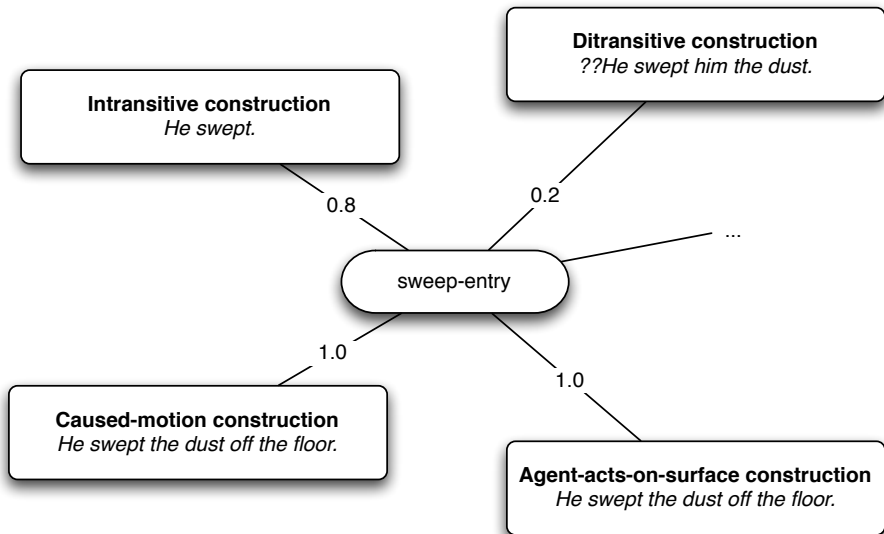 Ditransitive construction
??He swept him the dust.
Intransitive construction
He swept.
0.8
0.2
...
sweep-entry
1.0
1.0
Caused-motion construction
He swept the dust off the floor.
Agent-acts-on-surface construction
He swept the dust off the floor.